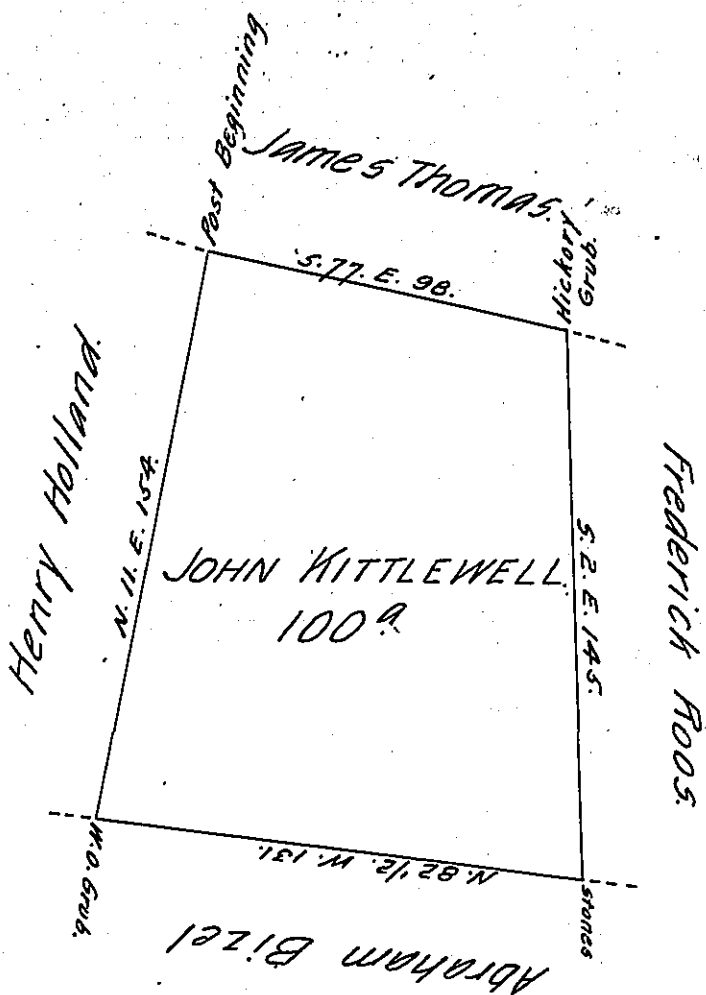 Post Beginning
James Thomas.
Hickory
Grub.
S. 77. E. 98.
Henry Holland.
N. 11. E. 154.
JOHN KITTLEWELL
100 a
S. 2. E. 145.
Frederick Roos.
N. 82 1/2. W. 131.
W.O. Grub.
stones
Abraham Bizel